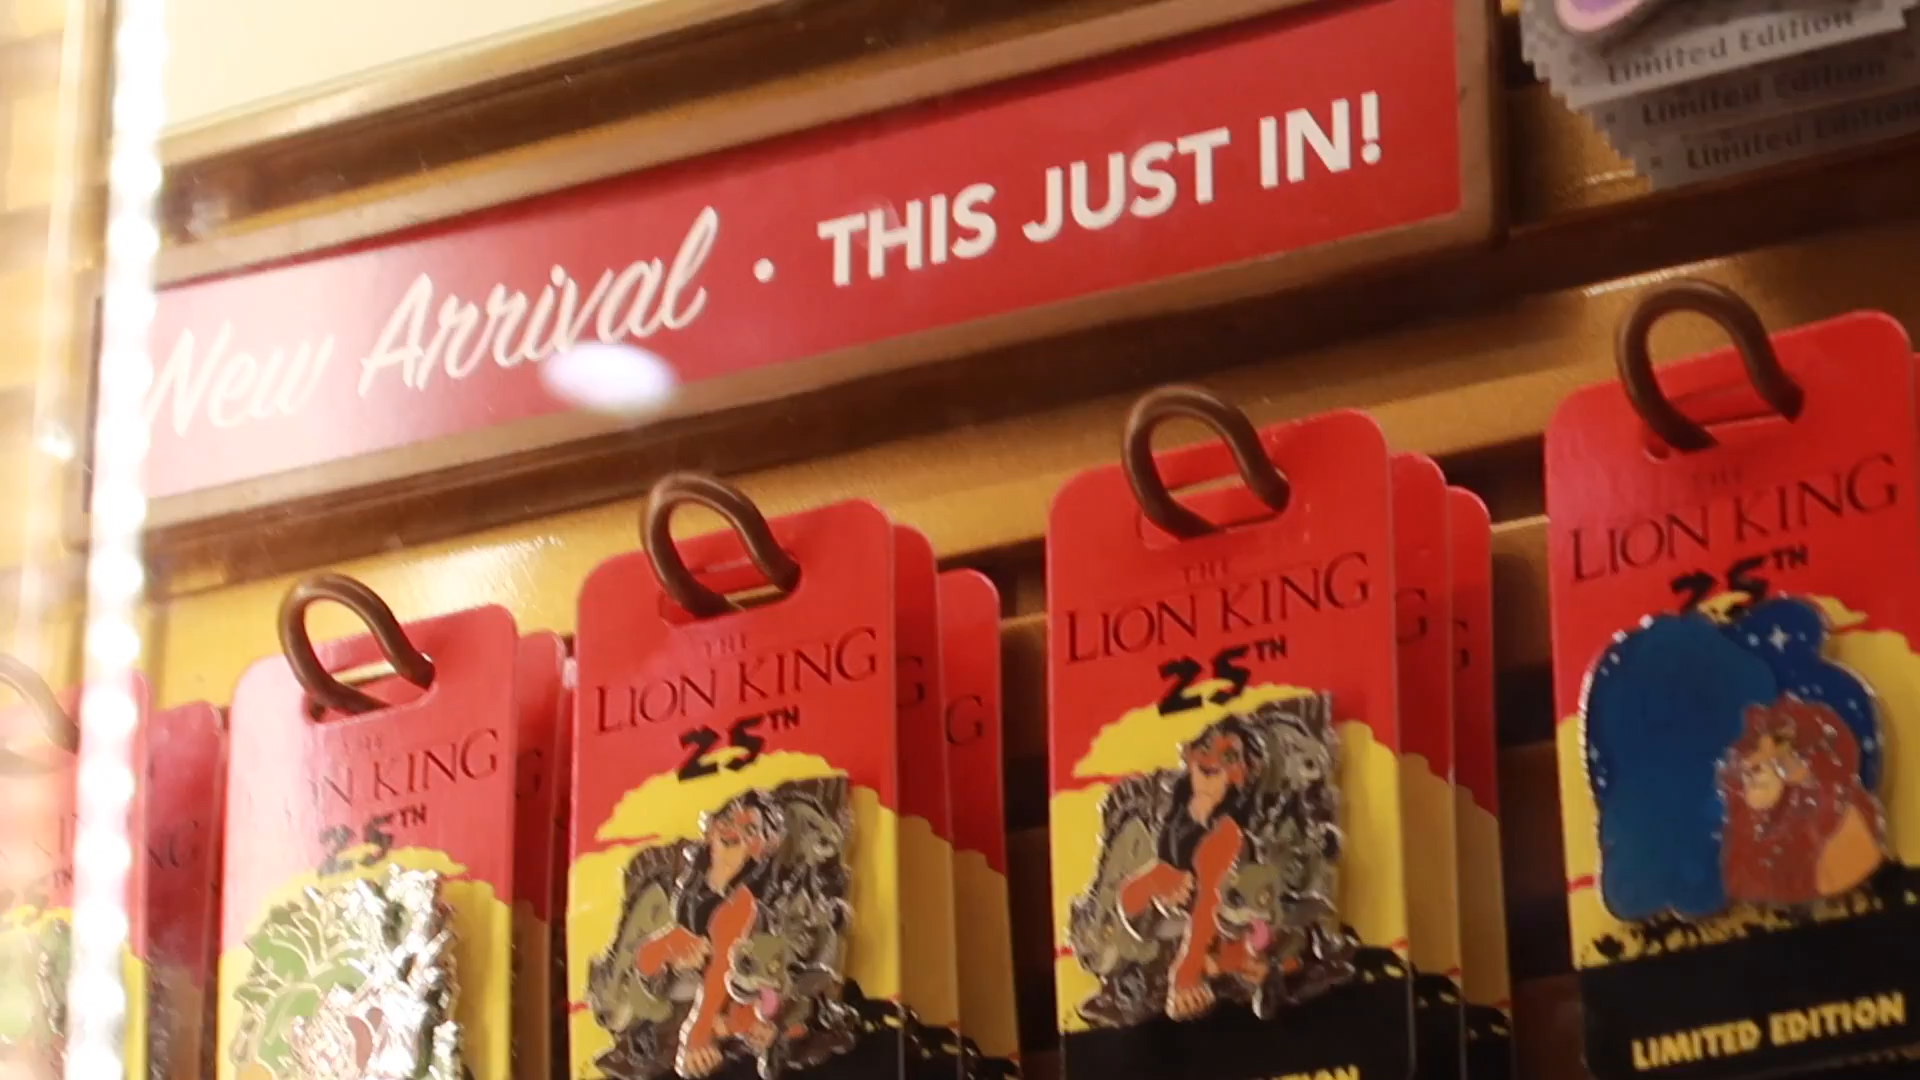 Limited Edition
Limited Edition
Limited Edition
New Arrival • THIS JUST IN!
THE
LION KING
25TH
THE
LION KING
25TH
THE
LION KING
25TH
LIMITED EDITION
THE
ON KING
25TH
G
G
G
G